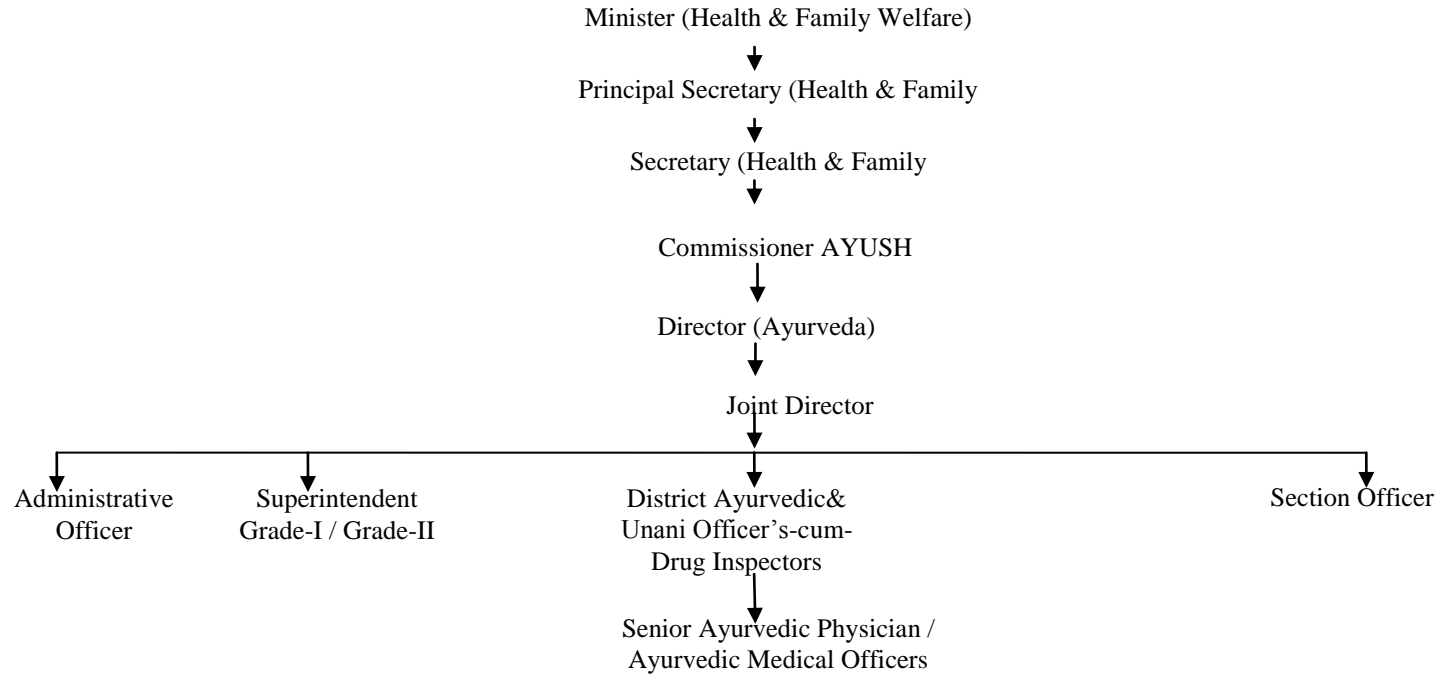 Minister (Health & Family Welfare)
Principal Secretary (Health & Family
Secretary (Health & Family
Commissioner AYUSH
Director (Ayurveda)
Joint Director
Administrative
Officer
Superintendent
Grade-I / Grade-II
District Ayurvedic&
Unani Officer’s-cum-
Drug Inspectors
Section Officer
Senior Ayurvedic Physician /
Ayurvedic Medical Officers